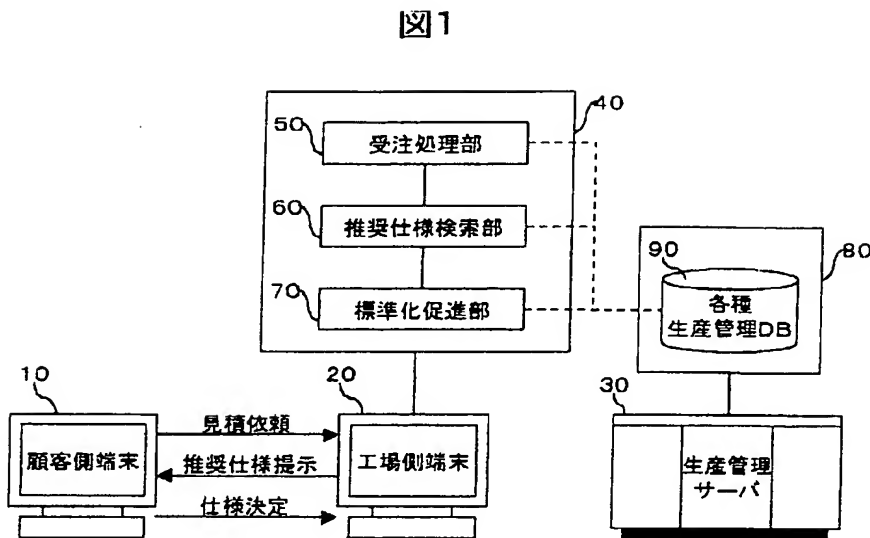 図1
40
50
受注処理部
60
推奨仕様検索部
70
標準化促進部
80
90
各種
生産管理DB
10
20
30
顧客側端末
見積依頼
推奨仕様提示
仕様決定
工場側端末
生産管理
サーバ